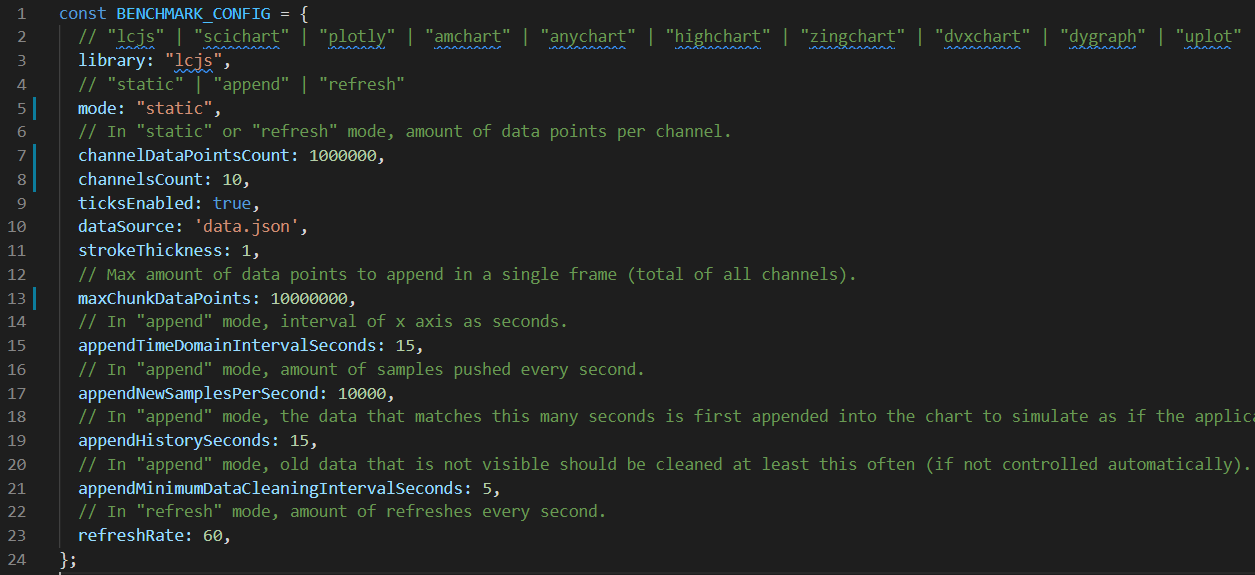 1 const BENCHMARK_CONFIG = {
2 // "lcjs" | "scichart" | "plotly" | "amchart" | "anychart" | "highchart" | "zingchart" | "dvxchart" | "dygraph" | "uplot"
3 library: "lcjs",
4 // "static" | "append" | "refresh"
5 mode: "static",
6 // In "static" or "refresh" mode, amount of data points per channel.
7 channelDataPointsCount: 1000000,
8 channelsCount: 10,
9 ticksEnabled: true,
10 dataSource: 'data.json',
11 strokeThickness: 1,
12 // Max amount of data points to append in a single frame (total of all channels).
13 maxChunkDataPoints: 10000000,
14 // In "append" mode, interval of x axis as seconds.
15 appendTimeDomainIntervalSeconds: 15,
16 // In "append" mode, amount of samples pushed every second.
17 appendNewSamplesPerSecond: 10000,
18 // In "append" mode, the data that matches this many seconds is first appended into the chart to simulate as if the applic
19 appendHistorySeconds: 15,
20 // In "append" mode, old data that is not visible should be cleaned at least this often (if not controlled automatically).
21 appendMinimumDataCleaningIntervalSeconds: 5,
22 // In "refresh" mode, amount of refreshes every second.
23 refreshRate: 60,
24 };